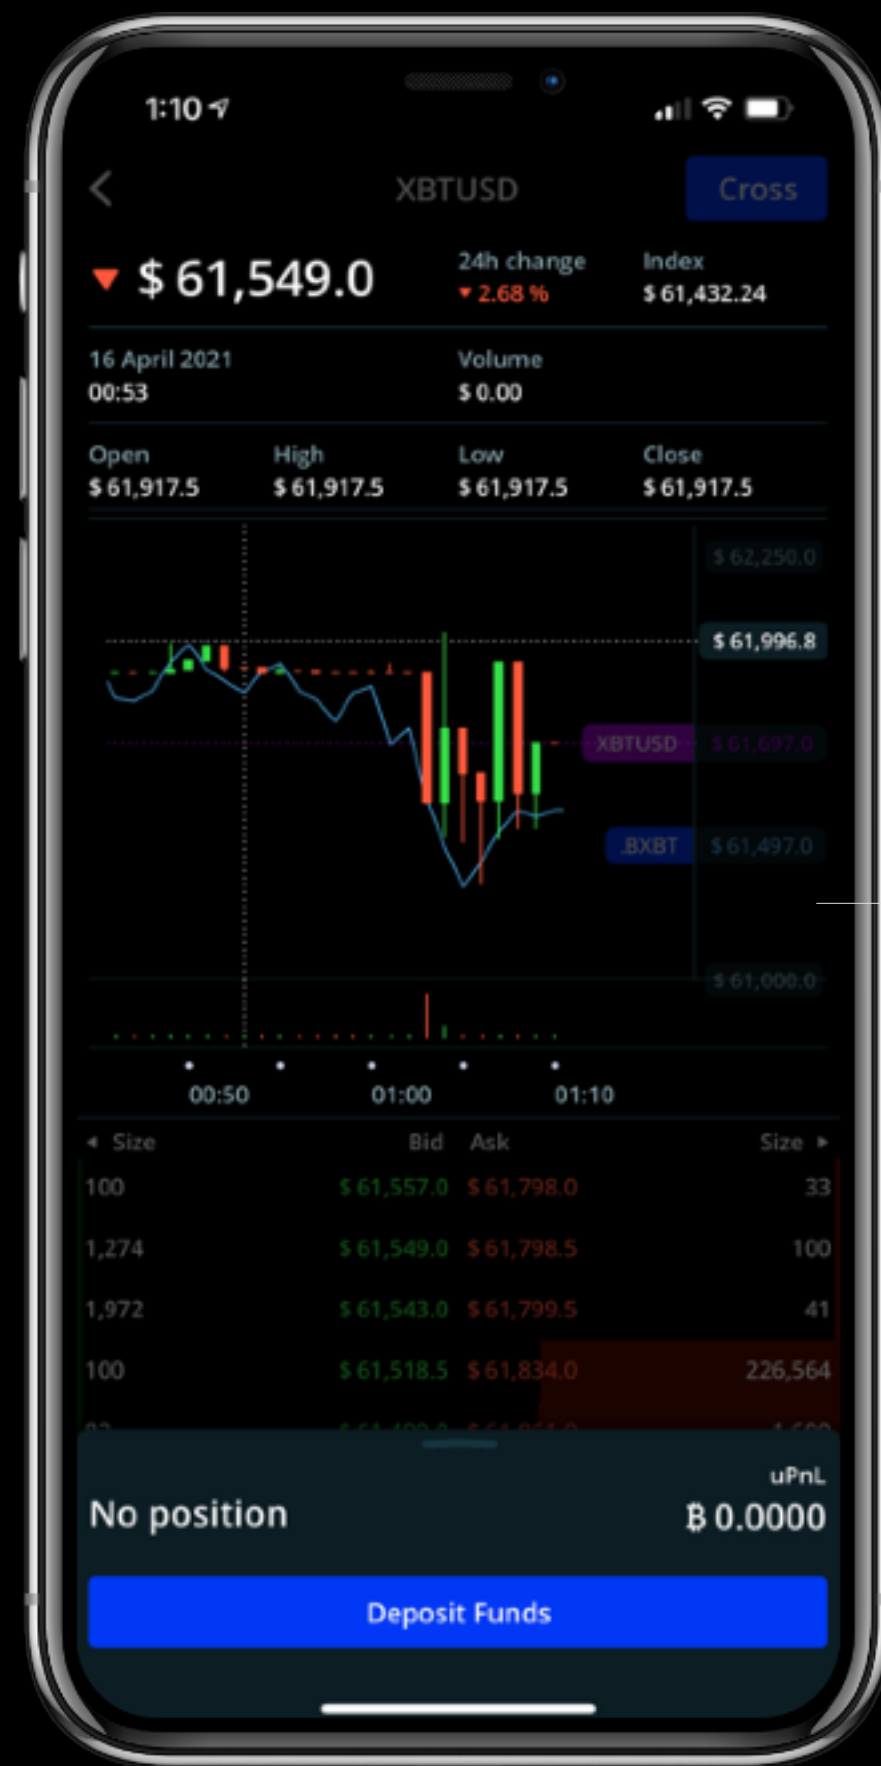 1:10
XBTUSD Cross
$ 61,549.0
24h change
2.68 %
Index
$ 61,432.24
16 April 2021
00:53
Volume
$ 0.00
Open High Low Close
$ 61,917.5 $ 61,917.5 $ 61,917.5 $ 61,917.5
$ 62,250.0
$ 61,996.8
XBTUSD $ 61,697.0
.BXBT $ 61,497.0
$ 61,000.0
00:50 01:00 01:10
Size Bid Ask Size
100 $ 61,557.0 $ 61,798.0 33
1,274 $ 61,549.0 $ 61,798.5 100
1,972 $ 61,543.0 $ 61,799.5 41
100 $ 61,518.5 $ 61,834.0 226,564
uPnL
No position ₿ 0.0000
Deposit Funds